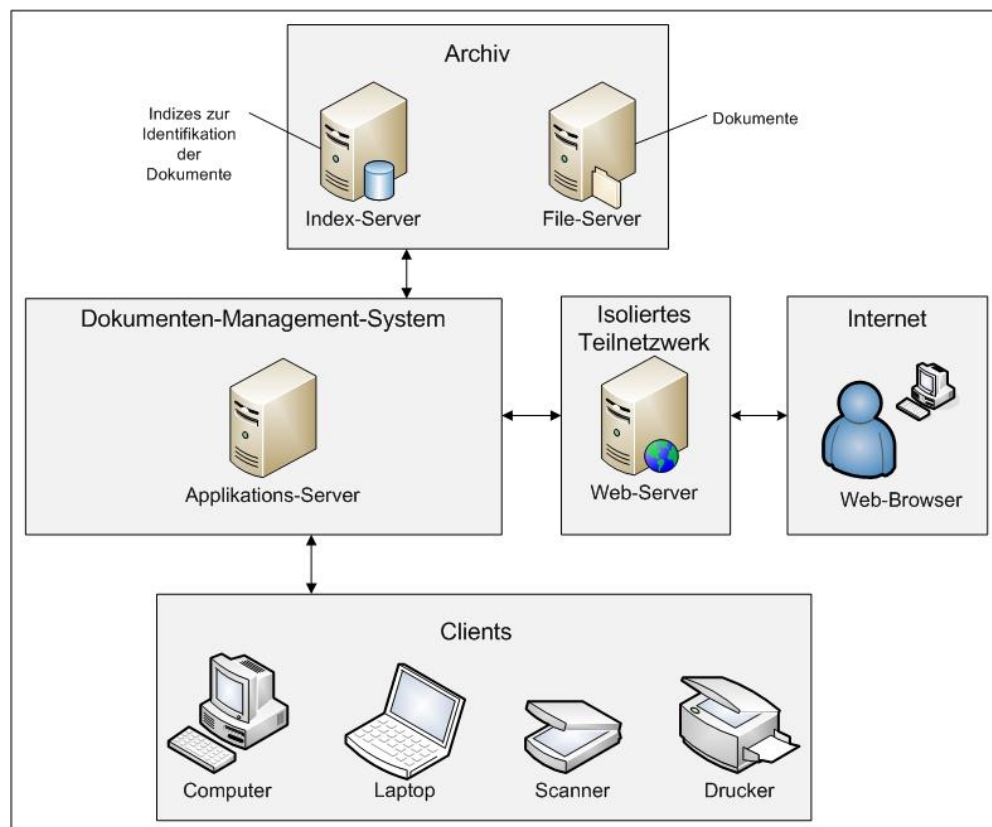 Archiv
Indizes zur
Identifikation
der
Dokumente
Dokumente
Index-Server
File-Server
Dokumenten-Management-System
Applikations-Server
Isoliertes
Teilnetzwerk
Web-Server
Internet
Web-Browser
Clients
Computer
Laptop
Scanner
Drucker